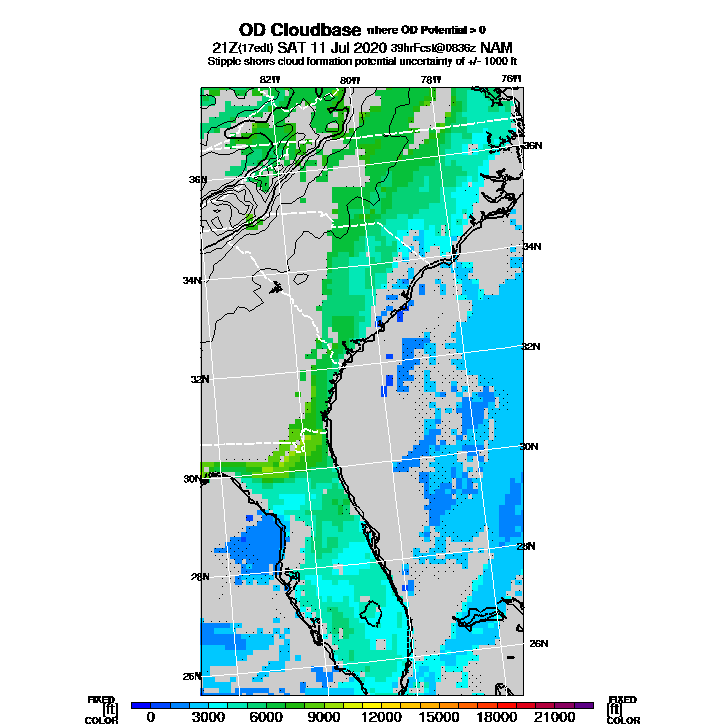 OD Cloudbase where OD Potential > 0
21Z(17edt) SAT 11 Jul 2020 39hrFcst@0836z NAM
Stipple shows cloud formation potential uncertainty of +/- 1000 ft
82W 80W 78W 76W
36N
36N
34N
34N
32N
32N
30N
30N
28N
28N
26N
26N
FIXED FIXED
[ft] 0 3000 6000 9000 12000 15000 18000 21000 [ft]
COLOR COLOR